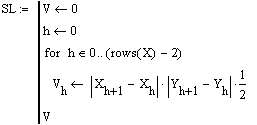 SL := V ← 0
h ← 0
for h ∈ 0.. (rows(X) − 2)
V_h ← |X_{h+1} − X_h|·|Y_{h+1} − Y_h|·1/2
V